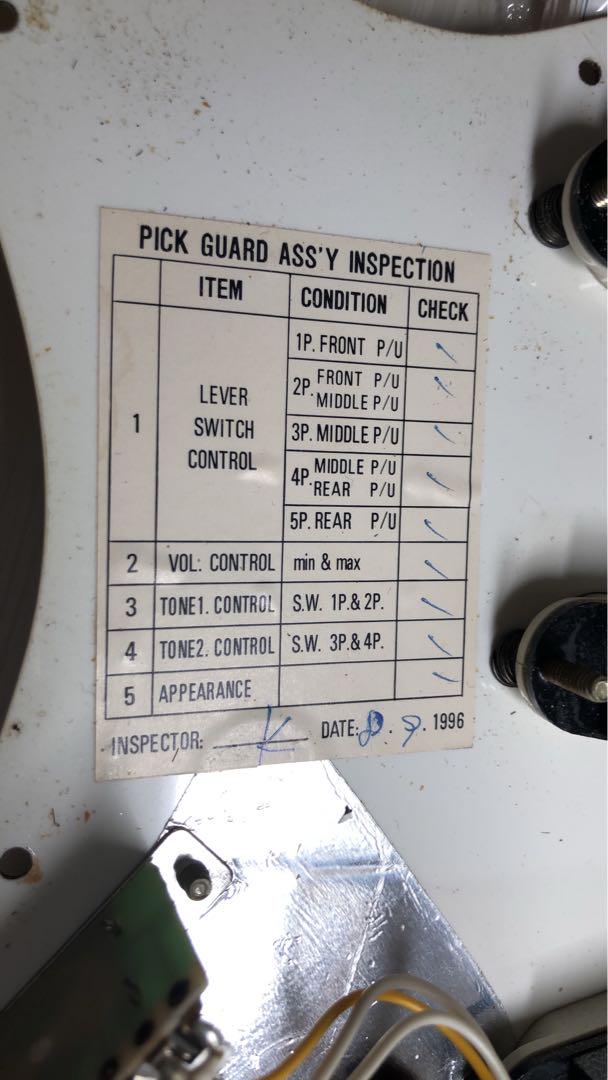 PICK GUARD ASS'Y INSPECTION
ITEM CONDITION CHECK
1 LEVER SWITCH CONTROL
1P. FRONT P/U
2P. FRONT P/U
MIDDLE P/U
3P. MIDDLE P/U
4P. MIDDLE P/U
REAR P/U
5P. REAR P/U
2 VOL. CONTROL min & max
3 TONE1. CONTROL S.W. 1P.& 2P.
4 TONE2. CONTROL S.W. 3P.& 4P.
5 APPEARANCE
INSPECTOR: K DATE: 8 . 9 . 1996